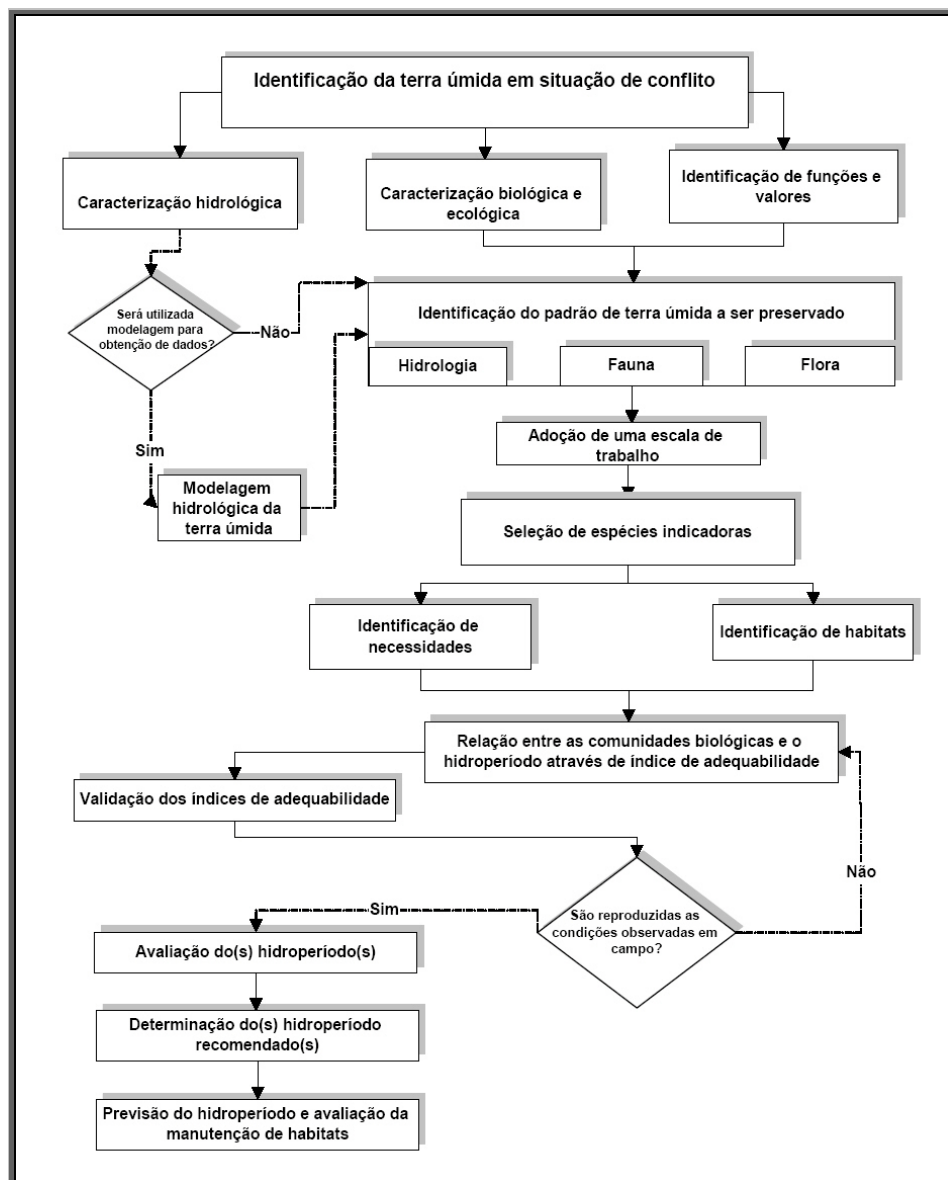 Identificação da terra úmida em situação de conflito
Caracterização hidrológica
Caracterização biológica e
ecológica
Identificação de funções e
valores
Será utilizada
modelagem para
obtenção de dados?
Não
Sim
Modelagem
hidrológica da
terra úmida
Identificação do padrão de terra úmida a ser preservado
Hidrologia
Fauna
Flora
Adoção de uma escala de
trabalho
Seleção de espécies indicadoras
Identificação de
necessidades
Identificação de habitats
Relação entre as comunidades biológicas e o
hidroperíodo através de índice de adequabilidade
Validação dos índices de adequabilidade
São reproduzidas as
condições observadas em
campo?
Não
Sim
Avaliação do(s) hidroperíodo(s)
Determinação do(s) hidroperíodo
recomendado(s)
Previsão do hidroperíodo e avaliação da
manutenção de habitats